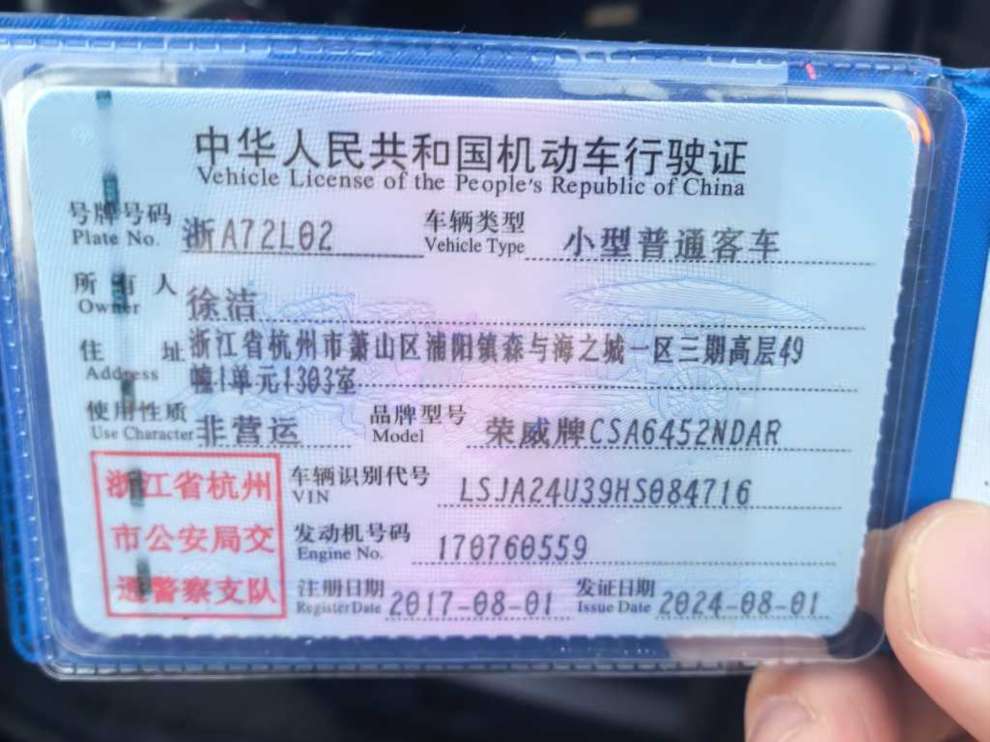 中华人民共和国机动车行驶证
Vehicle License of the People's Republic of China
号牌号码 浙A72L02 车辆类型 小型普通客车
Plate No. Vehicle Type
所有人 徐洁
Owner
住址 浙江省杭州市萧山区浦阳镇森与海之城一区三期高层49
Address 幢1单元1303室
使用性质 非营运 品牌型号 荣威牌CSA6452NDAR
Use Character Model
浙江省杭州
市公安局交
通警察支队
车辆识别代号 LSJA24U39HS084716
VIN
发动机号码 170760559
Engine No.
注册日期 2017-08-01 发证日期 2024-08-01
Register Date Issue Date